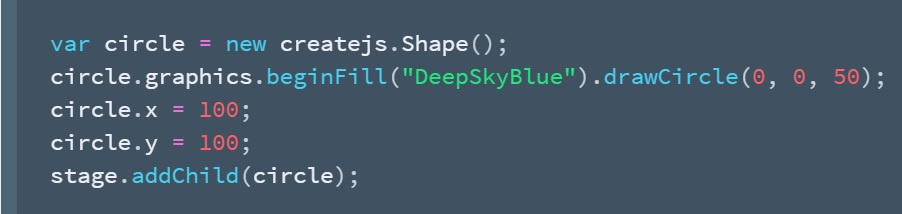 var circle = new createjs.Shape();
circle.graphics.beginFill("DeepSkyBlue").drawCircle(0, 0, 50);
circle.x = 100;
circle.y = 100;
stage.addChild(circle);